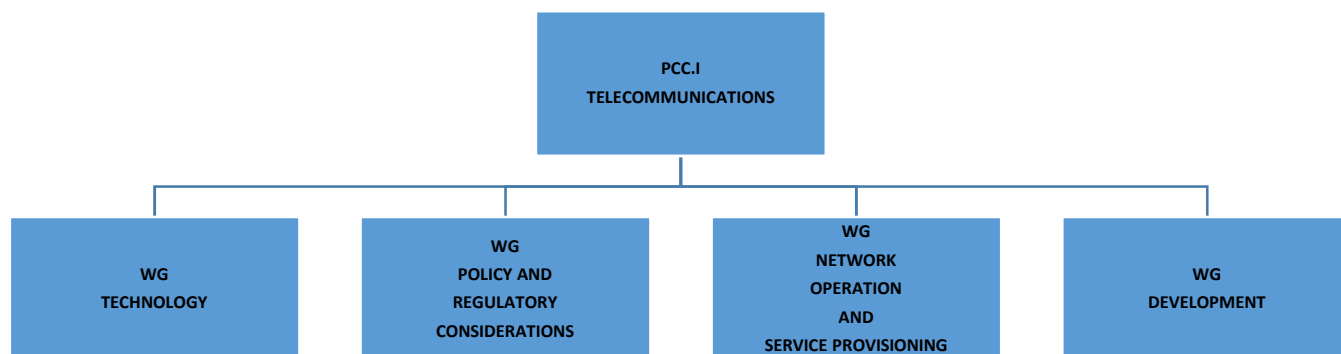 PCC.I
TELECOMMUNICATIONS
WG
TECHNOLOGY
WG
POLICY AND
REGULATORY
CONSIDERATIONS
WG
NETWORK
OPERATION
AND
SERVICE PROVISIONING
WG
DEVELOPMENT